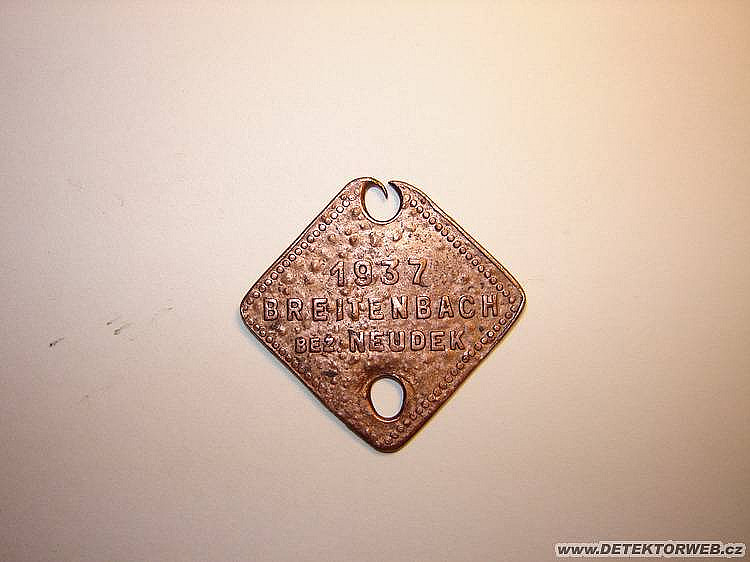 1937
BREITENBACH
BEZ. NEUDEK
www.DETEKTORWEB.cz